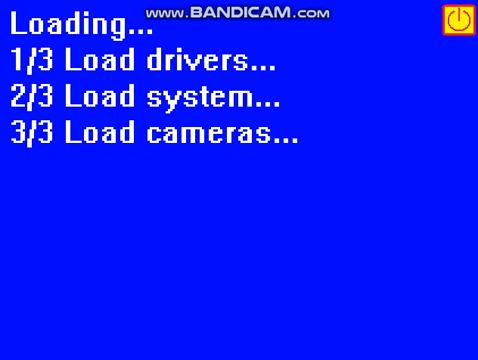 www.BANDICAM.com
Loading...
1/3 Load drivers...
2/3 Load system...
3/3 Load cameras...